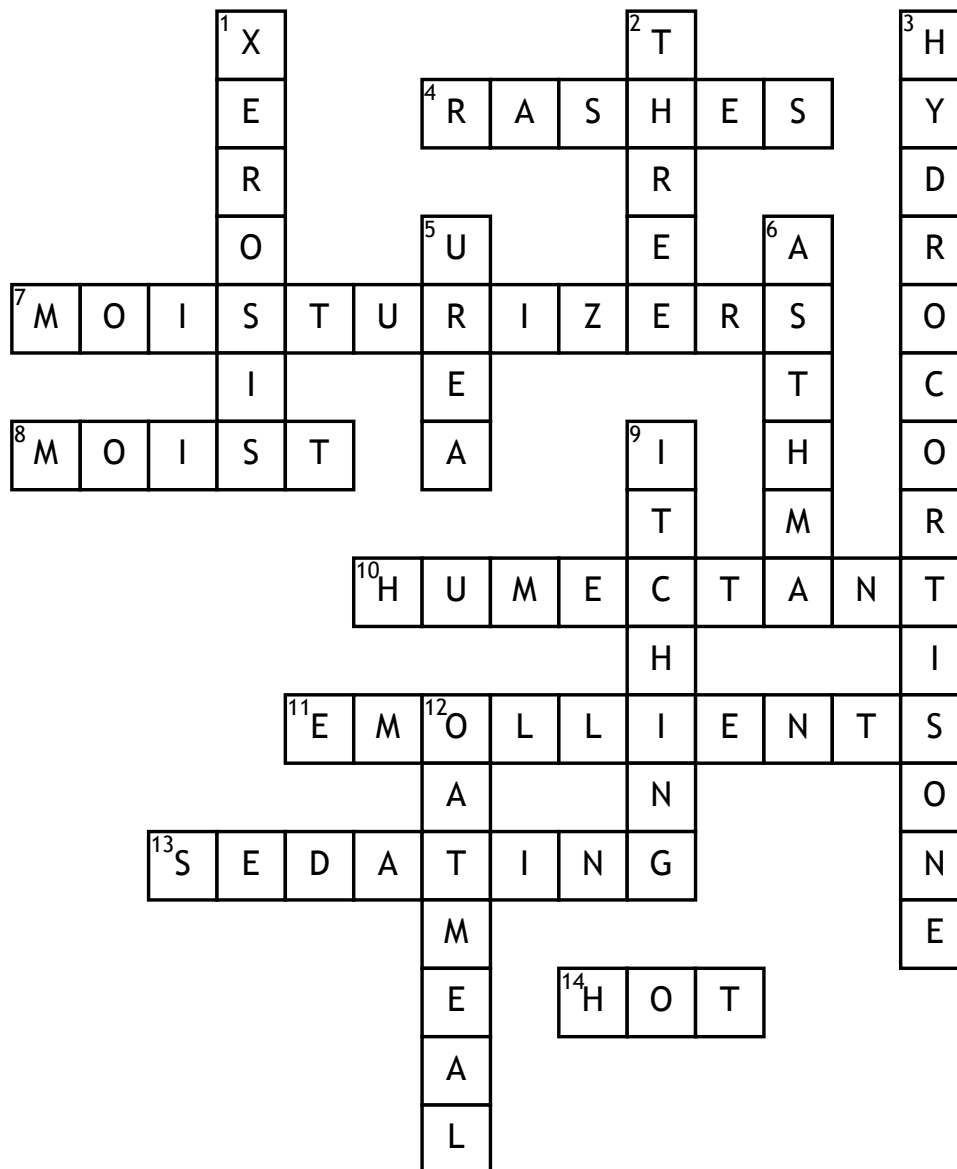 1 X 2 T 3 H
E 4 R A S H E S Y
R R D
O 5 U E 6 A R
7 M O I S T U R I Z E R S O
I E T C
8 M O I S T A 9 I H O
T M R
10 H U M E C T A N T
H I
11 E M 12 O L L I E N T S
A N O
13 S E D A T I N G N
M E
E 14 H O T
A
L